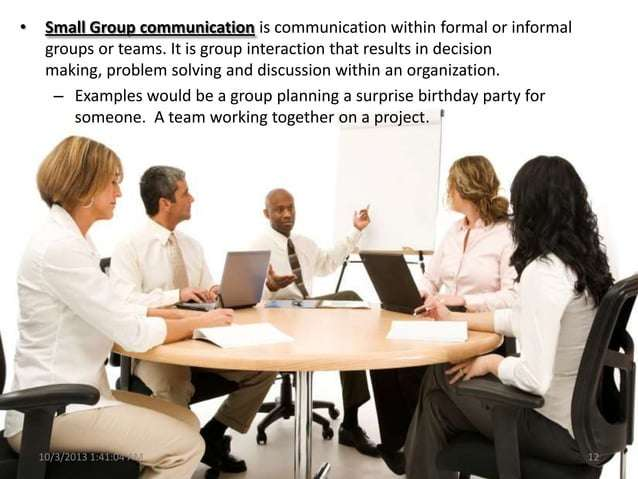 • Small Group communication is communication within formal or informal
groups or teams. It is group interaction that results in decision
making, problem solving and discussion within an organization.
– Examples would be a group planning a surprise birthday party for
someone. A team working together on a project.
10/3/2013 1:41:04 AM
12